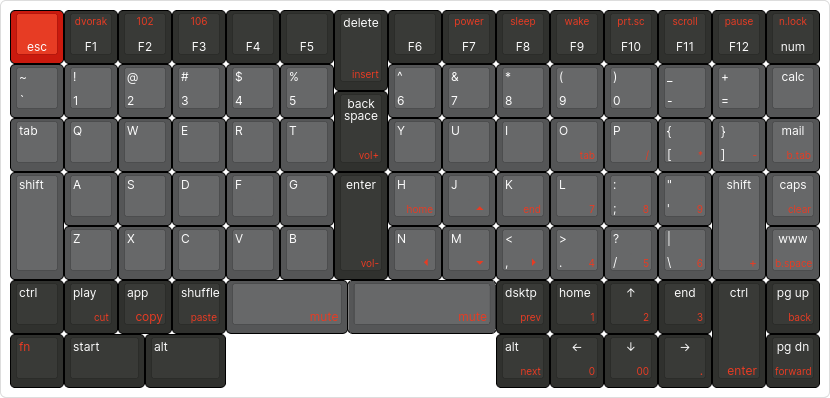 esc
dvorak
F1
102
F2
106
F3
F4
F5
delete
insert
F6
power
F7
sleep
F8
wake
F9
prt.sc
F10
scroll
F11
pause
F12
n.lock
num
~
`
!
1
@
2
#
3
$
4
%
5
back
space
vol+
^
6
&
7
*
8
(
9
)
0
_
-
+
=
calc
tab
Q
W
E
R
T
Y
U
I
O
P
{
[
}
]
mail
shift
A
S
D
F
G
enter
vol-
H
J
K
L
:
;
"
'
shift
caps
Z
X
C
V
B
N
M
<
,
>
.
?
/
|
\
www
ctrl
play
cut
app
copy
shuffle
paste
mute
mute
dsktp
prev
home
1
↑
2
end
3
ctrl
enter
pg up
back
fn
start
alt
alt
next
←
0
↓
00
→
.
pg dn
forward